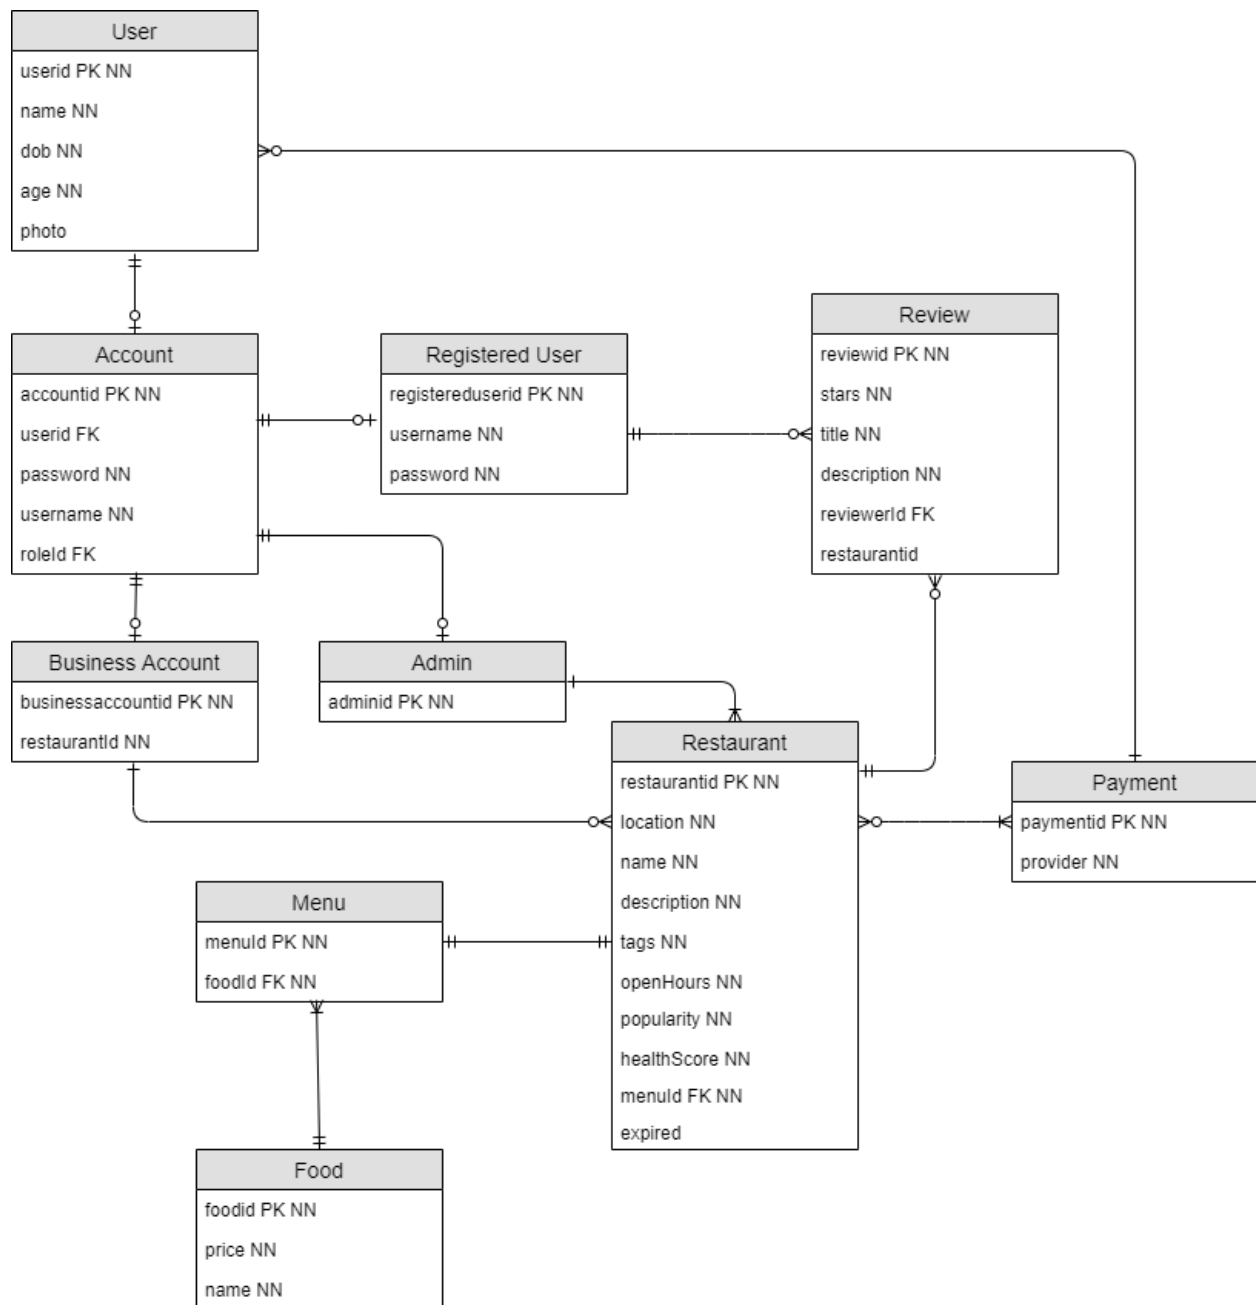 User
userid PK NN
name NN
dob NN
age NN
photo
Account
accountid PK NN
userid FK
password NN
username NN
roleId FK
Registered User
registereduserid PK NN
username NN
password NN
Review
reviewid PK NN
stars NN
title NN
description NN
reviewerId FK
restaurantid
Business Account
businessaccountid PK NN
restaurantId NN
Admin
adminid PK NN
Restaurant
restaurantid PK NN
location NN
name NN
description NN
tags NN
openHours NN
popularity NN
healthScore NN
menuId FK NN
expired
Payment
paymentid PK NN
provider NN
Menu
menuId PK NN
foodId FK NN
Food
foodid PK NN
price NN
name NN